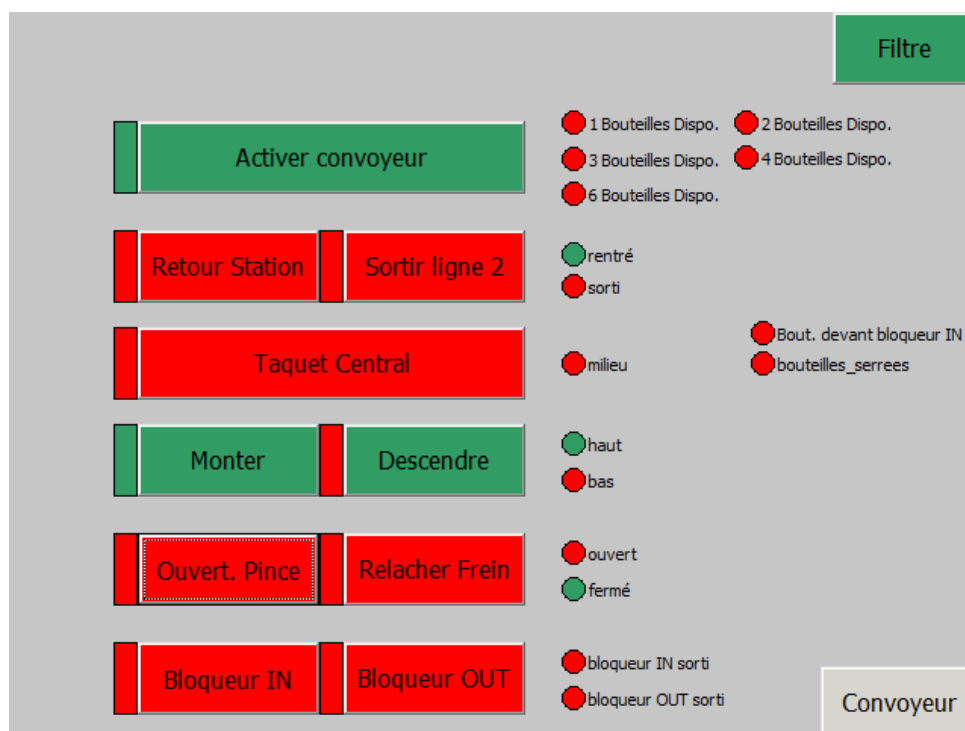 Filtre
Activer convoyeur
1 Bouteilles Dispo.
2 Bouteilles Dispo.
3 Bouteilles Dispo.
4 Bouteilles Dispo.
6 Bouteilles Dispo.
Retour Station
Sortir ligne 2
rentré
sorti
Taquet Central
milieu
Bout. devant bloqueur IN
bouteilles_serrees
Monter
Descendre
haut
bas
Ouvert. Pince
Relacher Frein
ouvert
fermé
Bloqueur IN
Bloqueur OUT
bloqueur IN sorti
bloqueur OUT sorti
Convoyeur